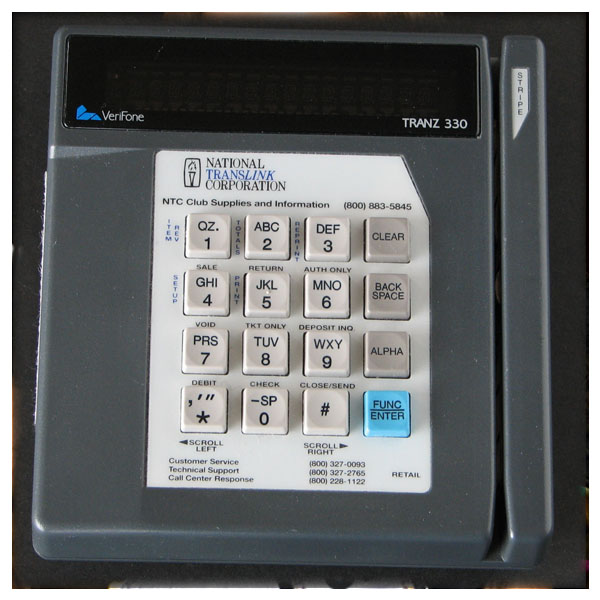 VeriFone
TRANZ 330
STRIPE
NATIONAL
TRANSLINK
CORPORATION
NTC Club Supplies and Information (800) 883-5845
ITEM REV
QZ. 1
TOTALS
ABC 2
REPRINT
DEF 3
CLEAR
SALE RETURN AUTH ONLY
SETUP
GHI 4
PRINT
JKL 5
MNO 6
BACK SPACE
VOID TKT ONLY DEPOSIT INQ
PRS 7
TUV 8
WXY 9
ALPHA
DEBIT CHECK CLOSE/SEND
,'" *
-SP 0
#
FUNC ENTER
◄SCROLL LEFT
SCROLL► RIGHT
Customer Service (800) 327-0093
Technical Support (800) 327-2765
Call Center Response (800) 228-1122
RETAIL